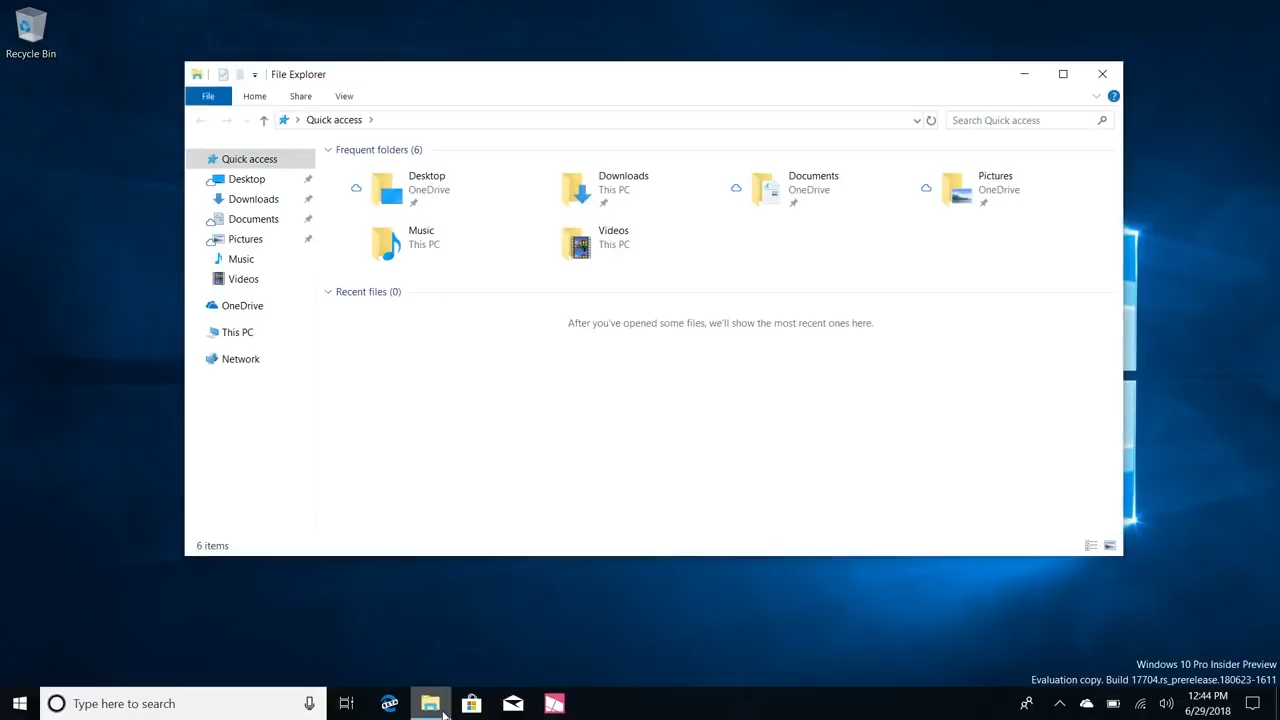 Recycle Bin
File Explorer
File
Home
Share
View
?
Quick access
Search Quick access
Quick access
Desktop
Downloads
Documents
Pictures
Music
Videos
OneDrive
This PC
Network
Frequent folders (6)
Desktop
OneDrive
Downloads
This PC
Documents
OneDrive
Pictures
OneDrive
Music
This PC
Videos
This PC
Recent files (0)
After you've opened some files, we'll show the most recent ones here.
6 items
Windows 10 Pro Insider Preview
Evaluation copy. Build 17704.rs_prerelease.180623-1611
Type here to search
12:44 PM
6/29/2018